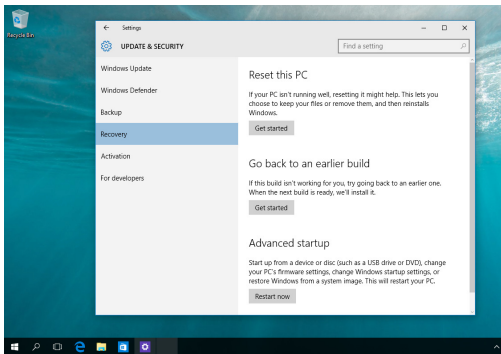 Recycle Bin
Settings
UPDATE & SECURITY
Find a setting
Windows Update
Windows Defender
Backup
Recovery
Activation
For developers
Reset this PC
If your PC isn't running well, resetting it might help. This lets you
choose to keep your files or remove them, and then reinstalls
Windows.
Get started
Go back to an earlier build
If this build isn't working for you, try going back to an earlier one.
When the next build is ready, we'll install it.
Get started
Advanced startup
Start up from a device or disc (such as a USB drive or DVD), change
your PC's firmware settings, change Windows startup settings, or
restore Windows from a system image. This will restart your PC.
Restart now